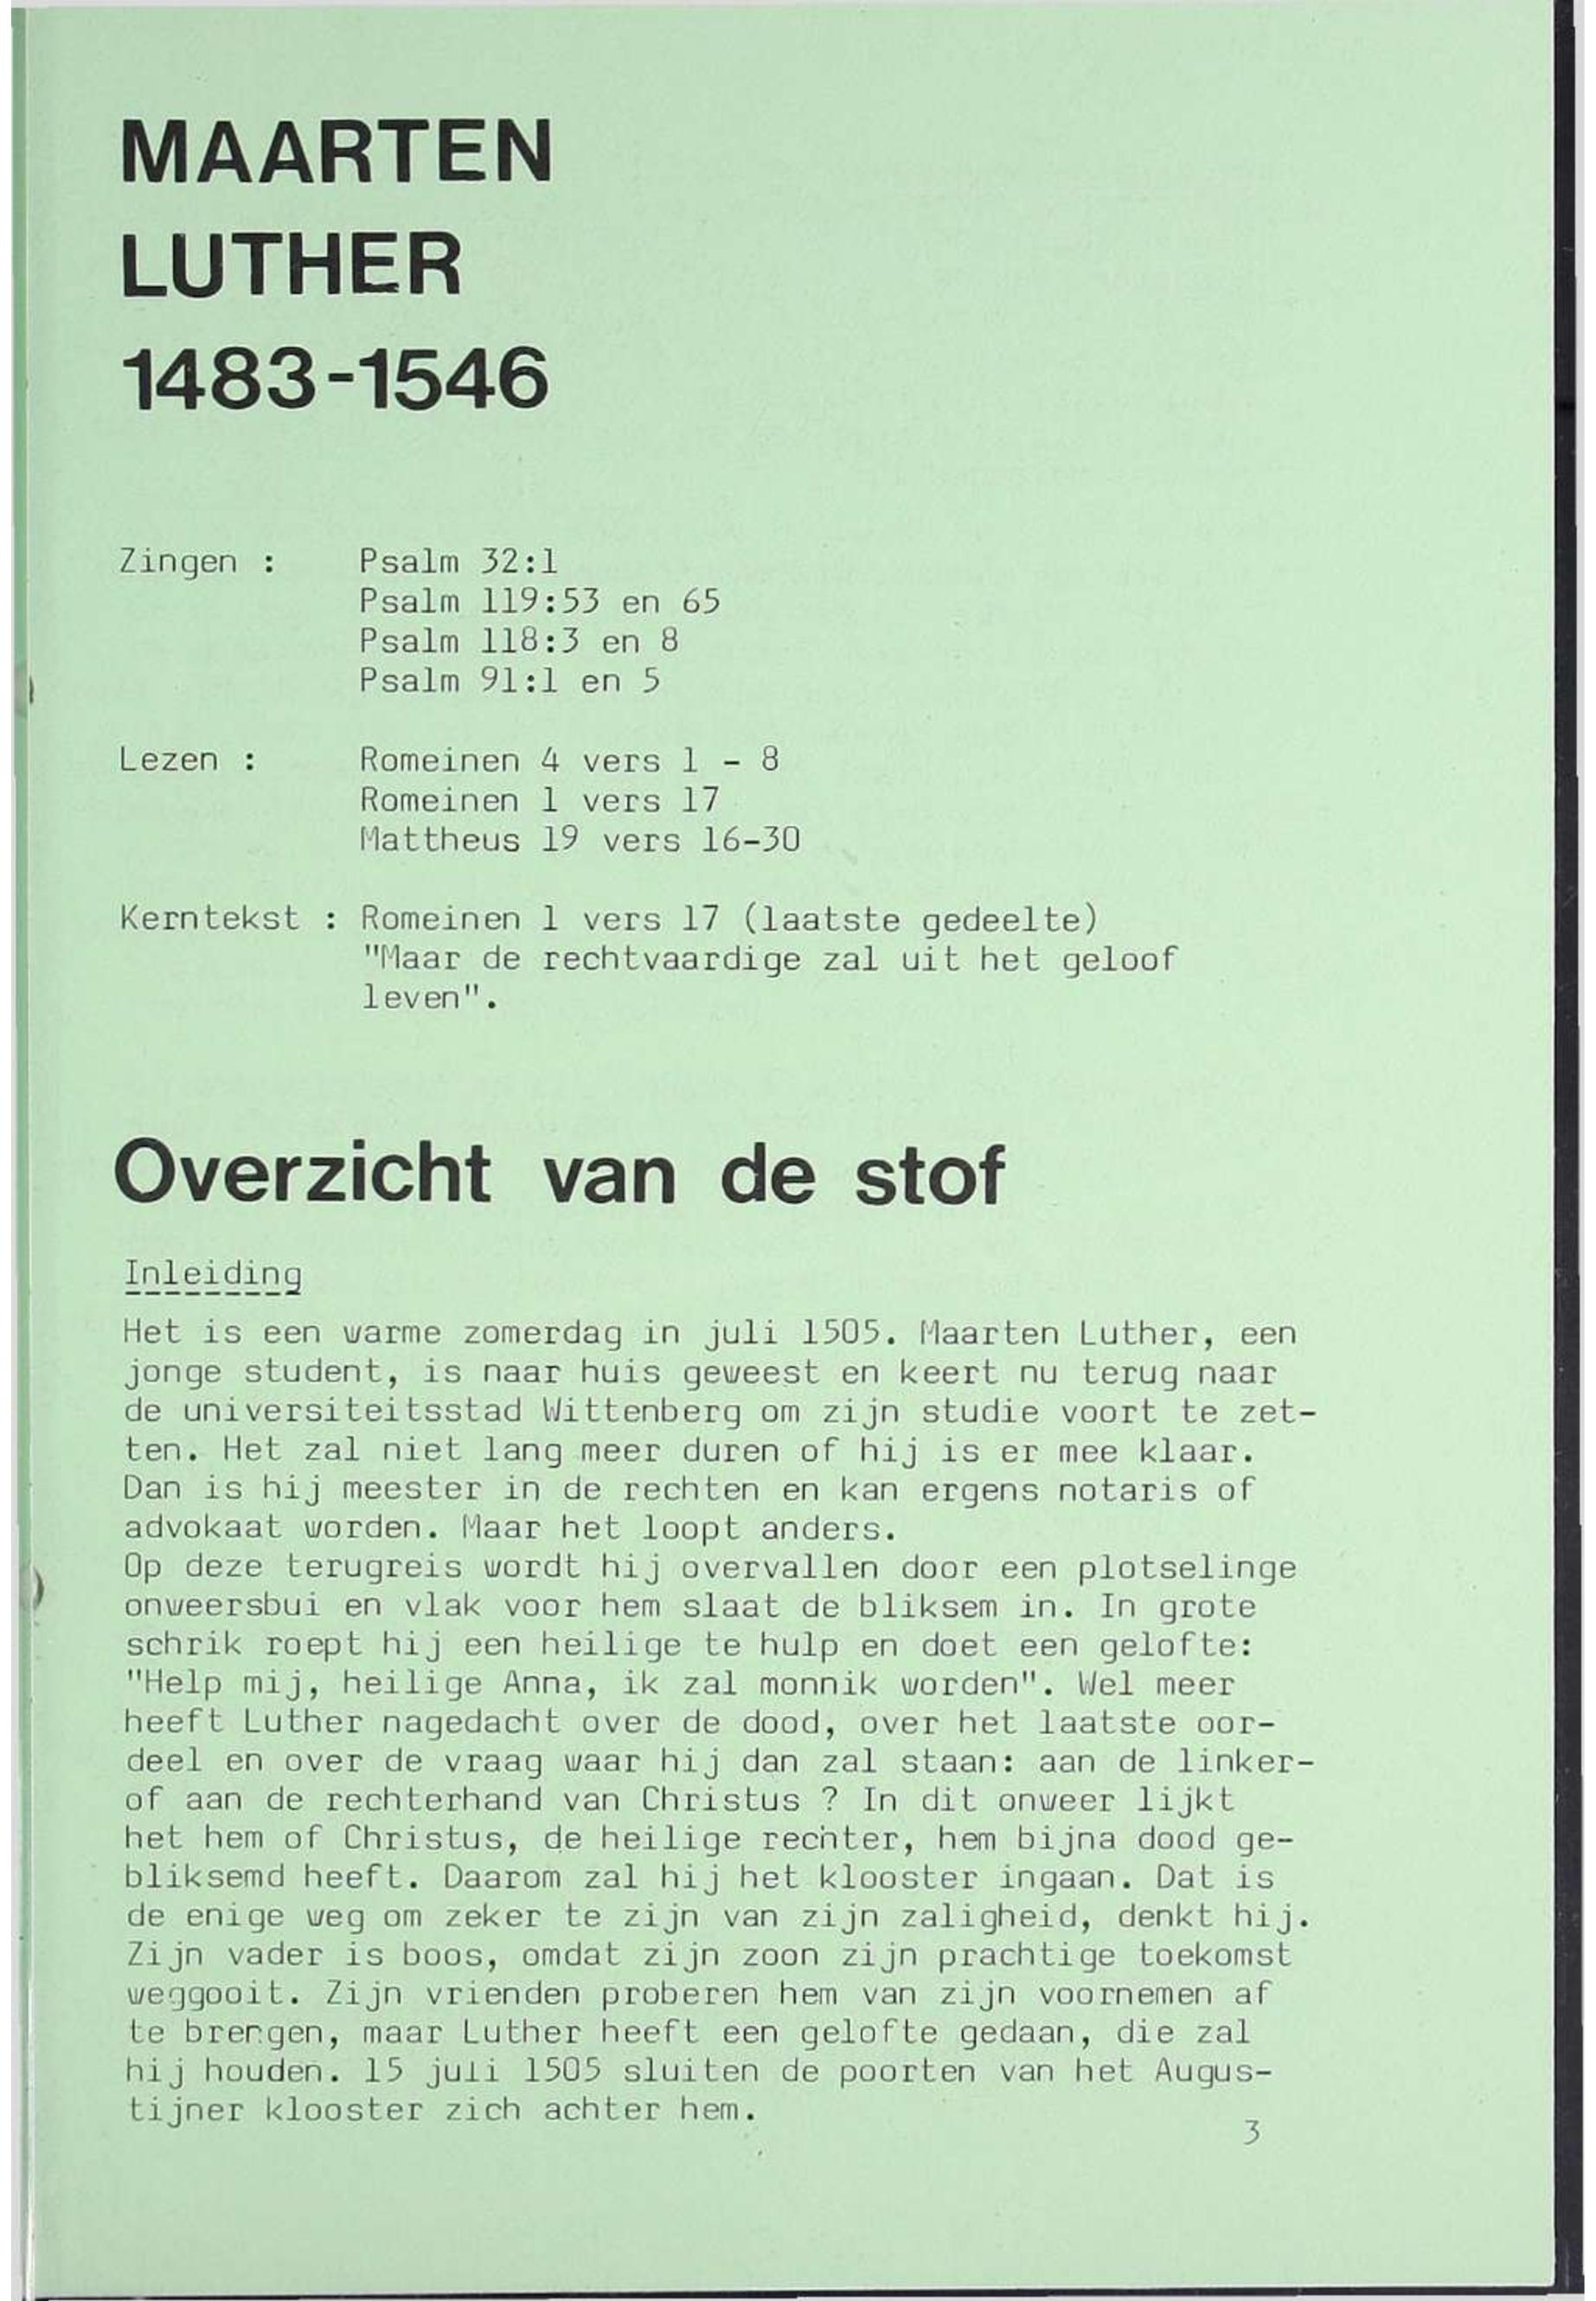 MAARTEN
LUTHER
1483-1546
Zingen : Psalm 32:1
Psalm 119:53 en 65
Psalm 118:3 en 8
Psalm 91:1 en 5
Lezen : Romeinen 4 vers 1 - 8
Romeinen 1 vers 17
Mattheus 19 vers 16-30
Kerntekst : Romeinen 1 vers 17 (laatste gedeelte)
"Maar de rechtvaardige zal uit het geloof
leven".
Overzicht van de stof
Inleiding
Het is een warme zomerdag in juli 1505. Maarten Luther, een
jonge student, is naar huis geweest en keert nu terug naar
de universiteitsstad Wittenberg om zijn studie voort te zet-
ten. Het zal niet lang meer duren of hij is er mee klaar.
Dan is hij meester in de rechten en kan ergens notaris of
advokaat worden. Maar het loopt anders.
Op deze terugreis wordt hij overvallen door een plotselinge
onweersbui en vlak voor hem slaat de bliksem in. In grote
schrik roept hij een heilige te hulp en doet een gelofte:
"Help mij, heilige Anna, ik zal monnik worden". Wel meer
heeft Luther nagedacht over de dood, over het laatste oor-
deel en over de vraag waar hij dan zal staan: aan de linker-
of aan de rechterhand van Christus ? In dit onweer lijkt
het hem of Christus, de heilige rechter, hem bijna dood ge-
bliksemd heeft. Daarom zal hij het klooster ingaan. Dat is
de enige weg om zeker te zijn van zijn zaligheid, denkt hij.
Zijn vader is boos, omdat zijn zoon zijn prachtige toekomst
weggooit. Zijn vrienden proberen hem van zijn voornemen af
te brengen, maar Luther heeft een gelofte gedaan, die zal
hij houden. 15 juli 1505 sluiten de poorten van het Augus-
tijner klooster zich achter hem.
3